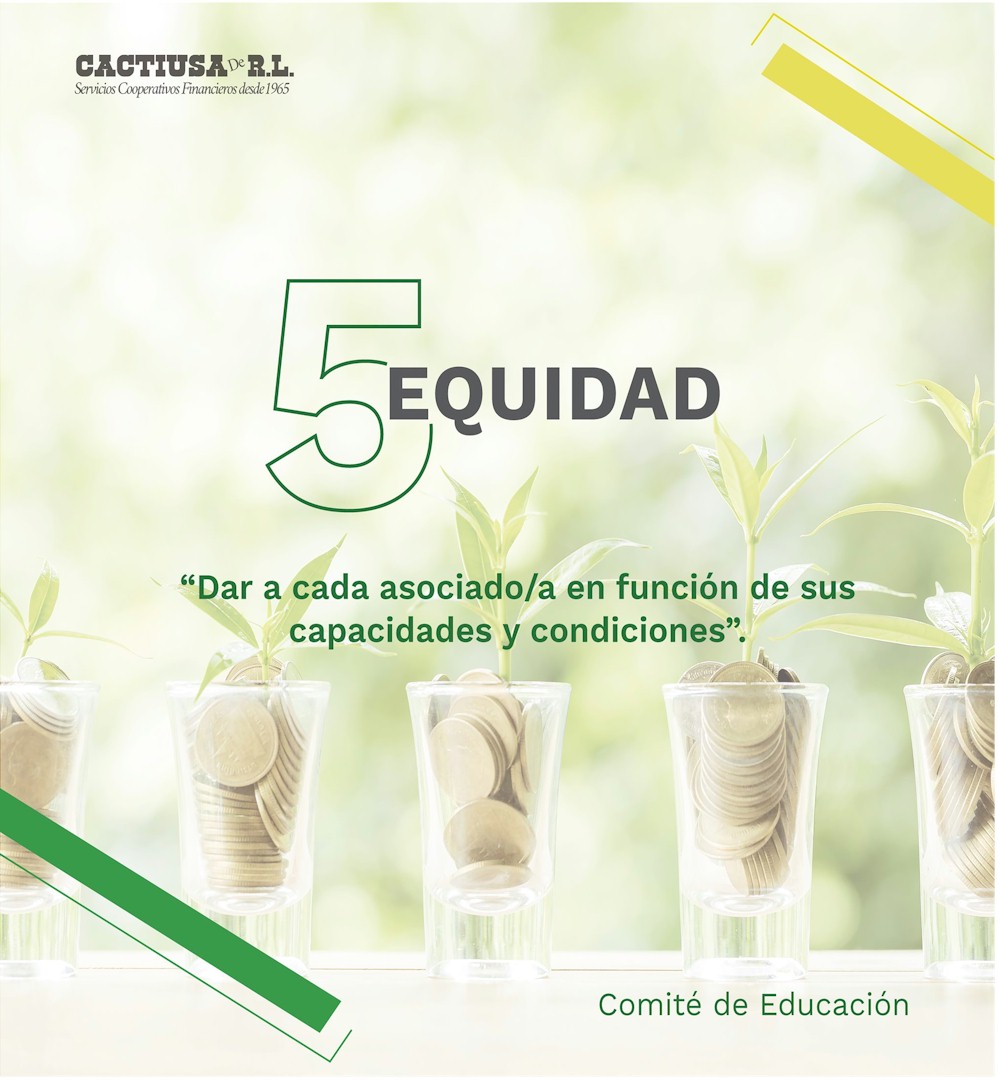 CACTIUSA De R.L.
Servicios Cooperativos Financieros desde 1965
5 EQUIDAD
“Dar a cada asociado/a en función de sus
capacidades y condiciones”.
Comité de Educación